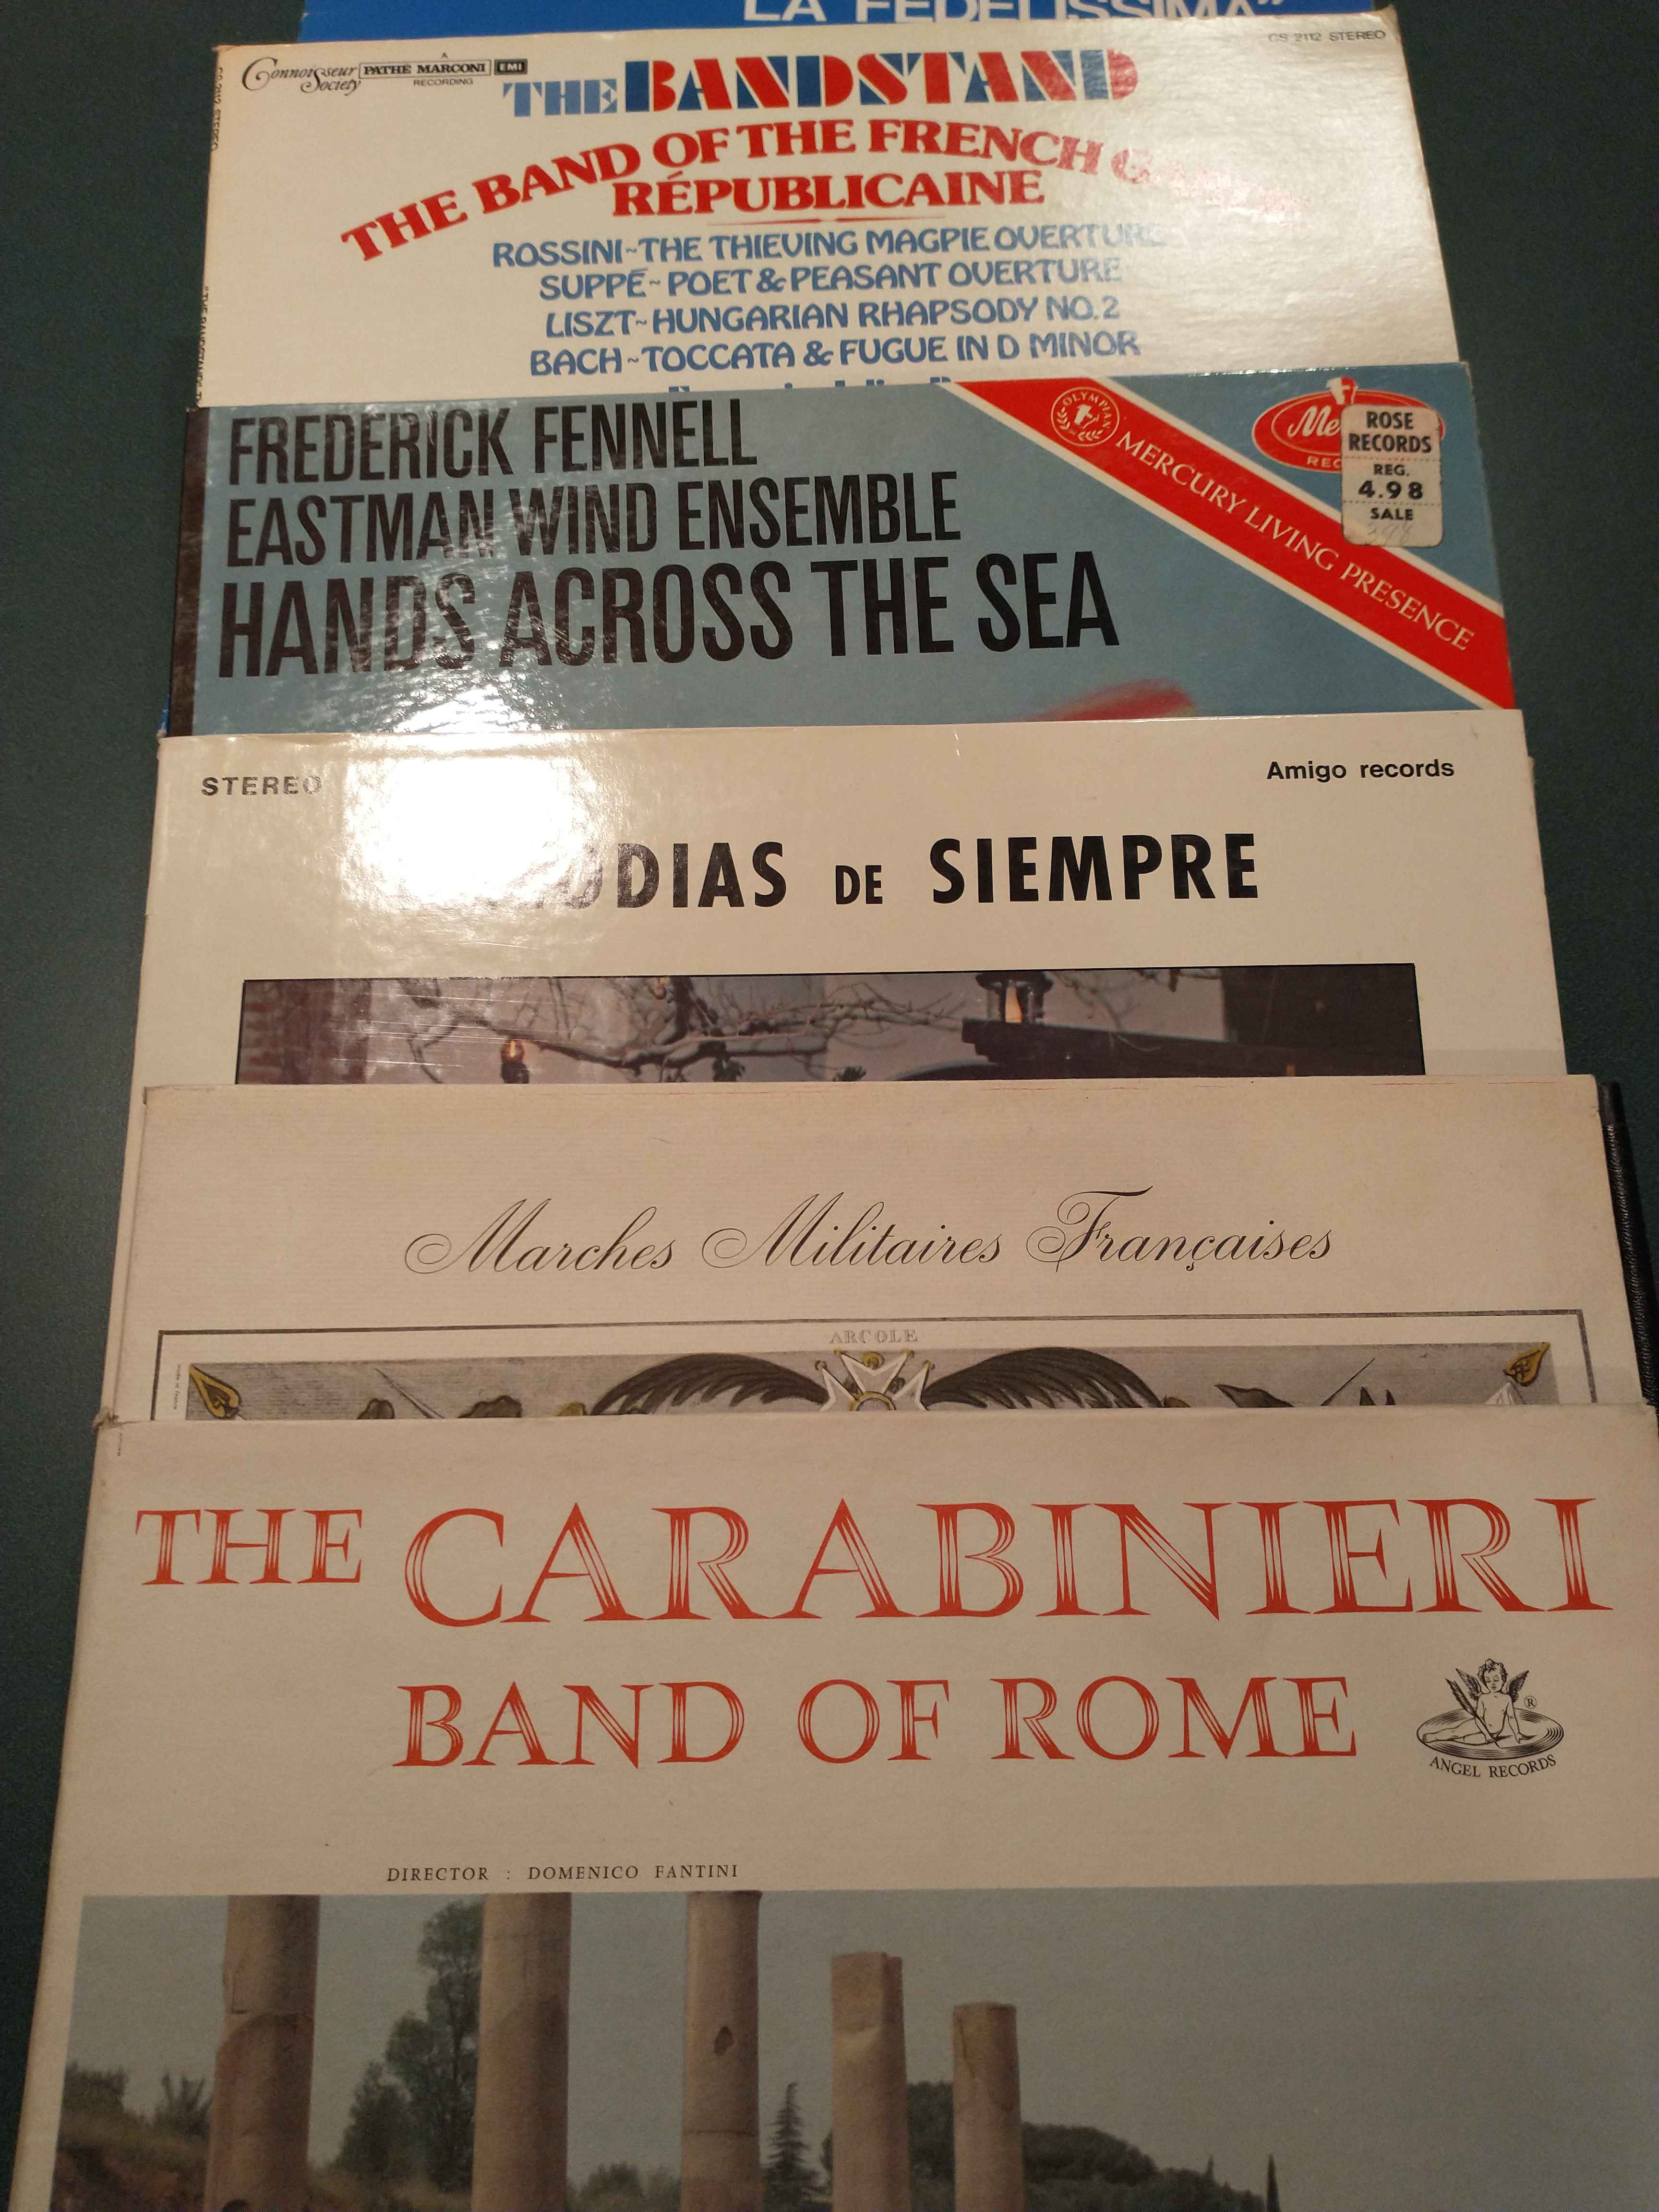 LA FEDELISSIMA"
Connoisseur Society
A
PATHÉ MARCONI
RECORDING
EMI
CS 2112 STEREO
THE BANDSTAND
THE BAND OF THE FRENCH
RÉPUBLICAINE
ROSSINI~THE THIEVING MAGPIE OVERTURE
SUPPÉ~ POET & PEASANT OVERTURE
LISZT~HUNGARIAN RHAPSODY NO.2
BACH~TOCCATA & FUGUE IN D MINOR
FREDERICK FENNELL
EASTMAN WIND ENSEMBLE
HANDS ACROSS THE SEA
OLYMPIAN
MERCURY LIVING PRESENCE
ROSE
RECORDS
REG.
4.98
SALE
STEREO
Amigo records
DE SIEMPRE
Marches Militaires Françaises
ARCOLE
THE CARABINIERI
BAND OF ROME
®
ANGEL RECORDS
DIRECTOR : DOMENICO FANTINI